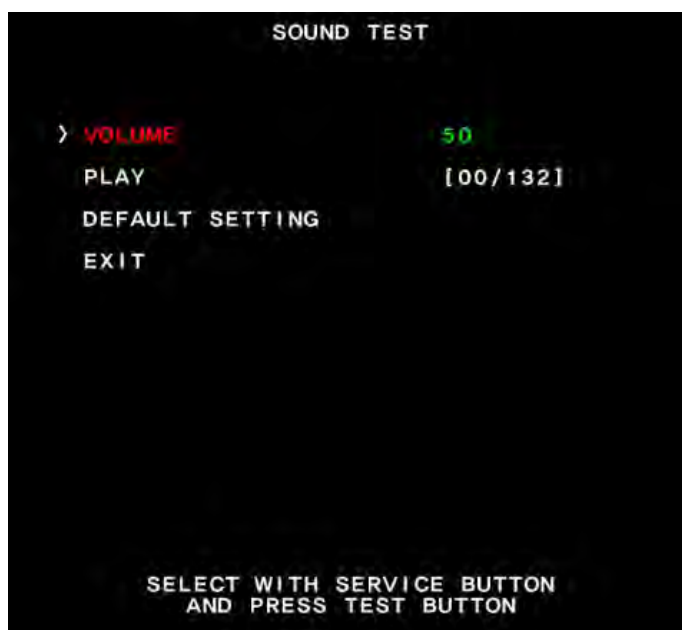 SOUND TEST
> VOLUME 50
PLAY [00/132]
DEFAULT SETTING
EXIT
SELECT WITH SERVICE BUTTON
AND PRESS TEST BUTTON